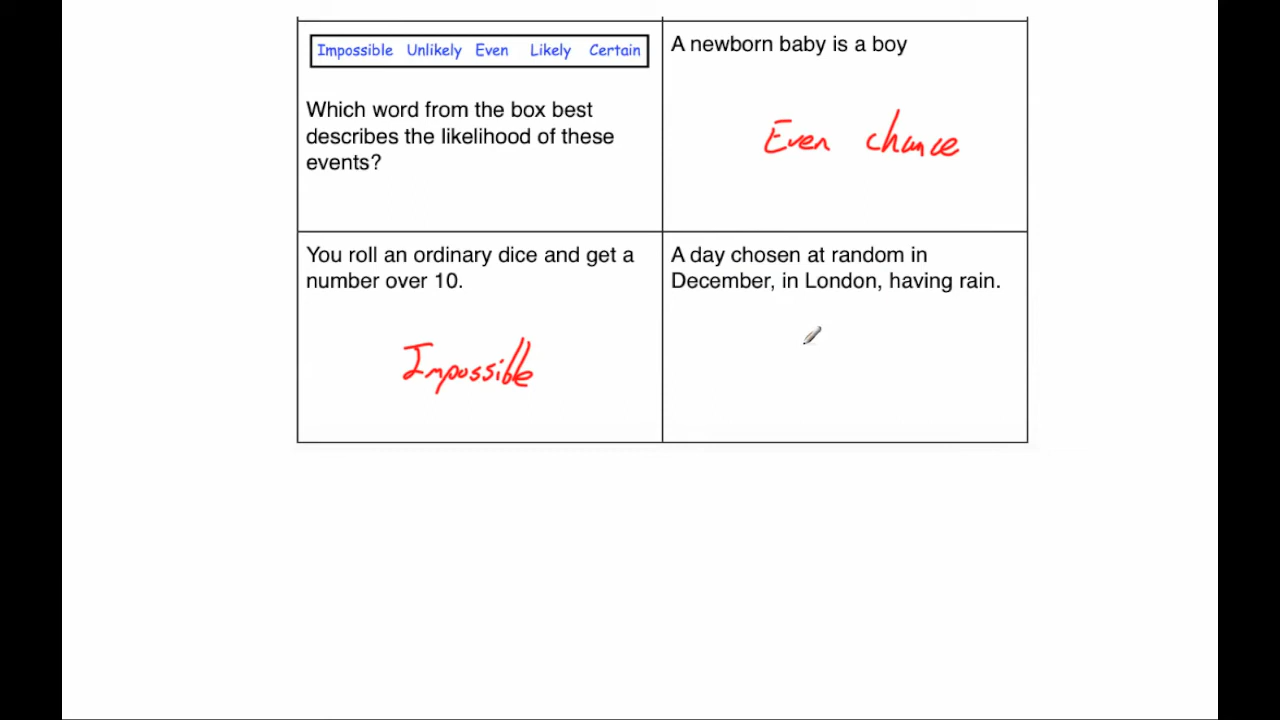 Impossible Unlikely Even Likely Certain
Which word from the box best
describes the likelihood of these
events?
A newborn baby is a boy
Even chance
You roll an ordinary dice and get a
number over 10.
Impossible
A day chosen at random in
December, in London, having rain.